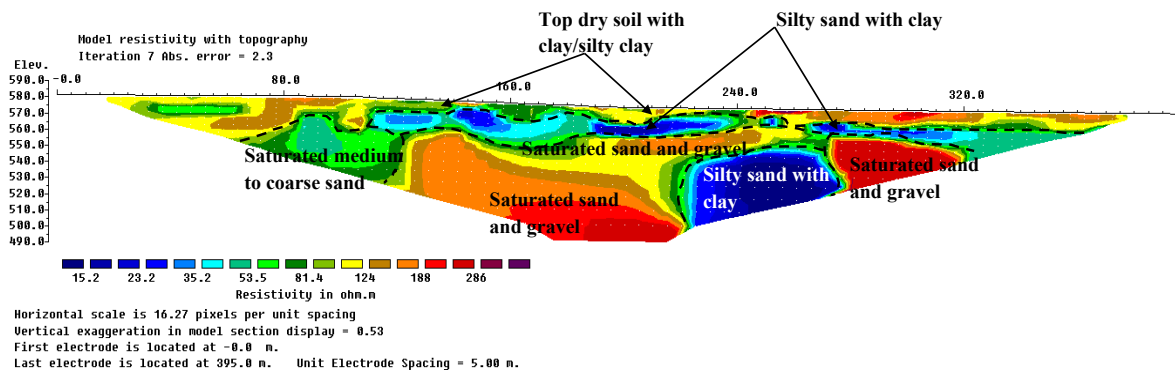 Top dry soil with
clay/silty clay
Silty sand with clay
Model resistivity with topography
Iteration 7 Abs. error = 2.3
Elev.
590.0
580.0
570.0
560.0
550.0
540.0
530.0
520.0
510.0
500.0
490.0
-0.0 80.0 160.0 240.0 320.0
Saturated medium
to coarse sand
Saturated sand and gravel
Saturated sand
and gravel
Silty sand with
clay
Saturated sand
and gravel
15.2 23.2 35.2 53.5 81.4 124 188 286
Resistivity in ohm.m
Horizontal scale is 16.27 pixels per unit spacing
Vertical exaggeration in model section display = 0.53
First electrode is located at -0.0 m.
Last electrode is located at 395.0 m. Unit Electrode Spacing = 5.00 m.